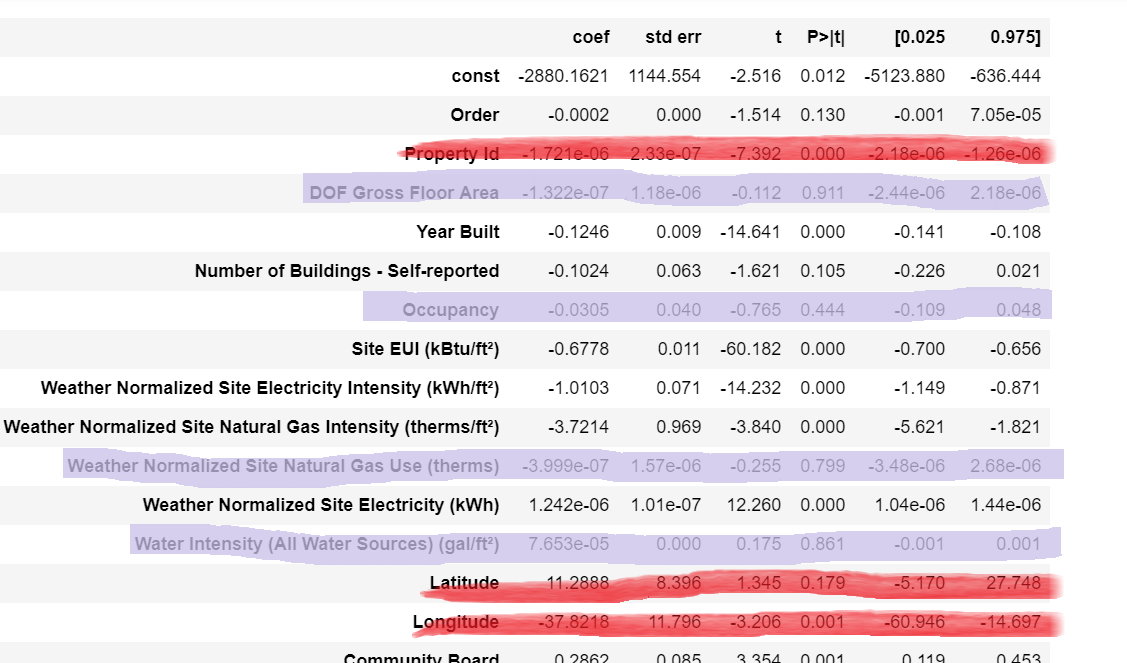 coef std err t P>|t| [0.025 0.975]
const -2880.1621 1144.554 -2.516 0.012 -5123.880 -636.444
Order -0.0002 0.000 -1.514 0.130 -0.001 7.05e-05
Property Id -1.721e-06 2.33e-07 -7.392 0.000 -2.18e-06 -1.26e-06
DOF Gross Floor Area -1.322e-07 1.18e-06 -0.112 0.911 -2.44e-06 2.18e-06
Year Built -0.1246 0.009 -14.641 0.000 -0.141 -0.108
Number of Buildings - Self-reported -0.1024 0.063 -1.621 0.105 -0.226 0.021
Occupancy -0.0305 0.040 -0.765 0.444 -0.109 0.048
Site EUI (kBtu/ft²) -0.6778 0.011 -60.182 0.000 -0.700 -0.656
Weather Normalized Site Electricity Intensity (kWh/ft²) -1.0103 0.071 -14.232 0.000 -1.149 -0.871
Weather Normalized Site Natural Gas Intensity (therms/ft²) -3.7214 0.969 -3.840 0.000 -5.621 -1.821
Weather Normalized Site Natural Gas Use (therms) -3.999e-07 1.57e-06 -0.255 0.799 -3.48e-06 2.68e-06
Weather Normalized Site Electricity (kWh) 1.242e-06 1.01e-07 12.260 0.000 1.04e-06 1.44e-06
Water Intensity (All Water Sources) (gal/ft²) 7.653e-05 0.000 0.175 0.861 -0.001 0.001
Latitude 11.2888 8.396 1.345 0.179 -5.170 27.748
Longitude -37.8218 11.796 -3.206 0.001 -60.946 -14.697
Community Board 0.2862 0.085 3.354 0.001 0.119 0.453